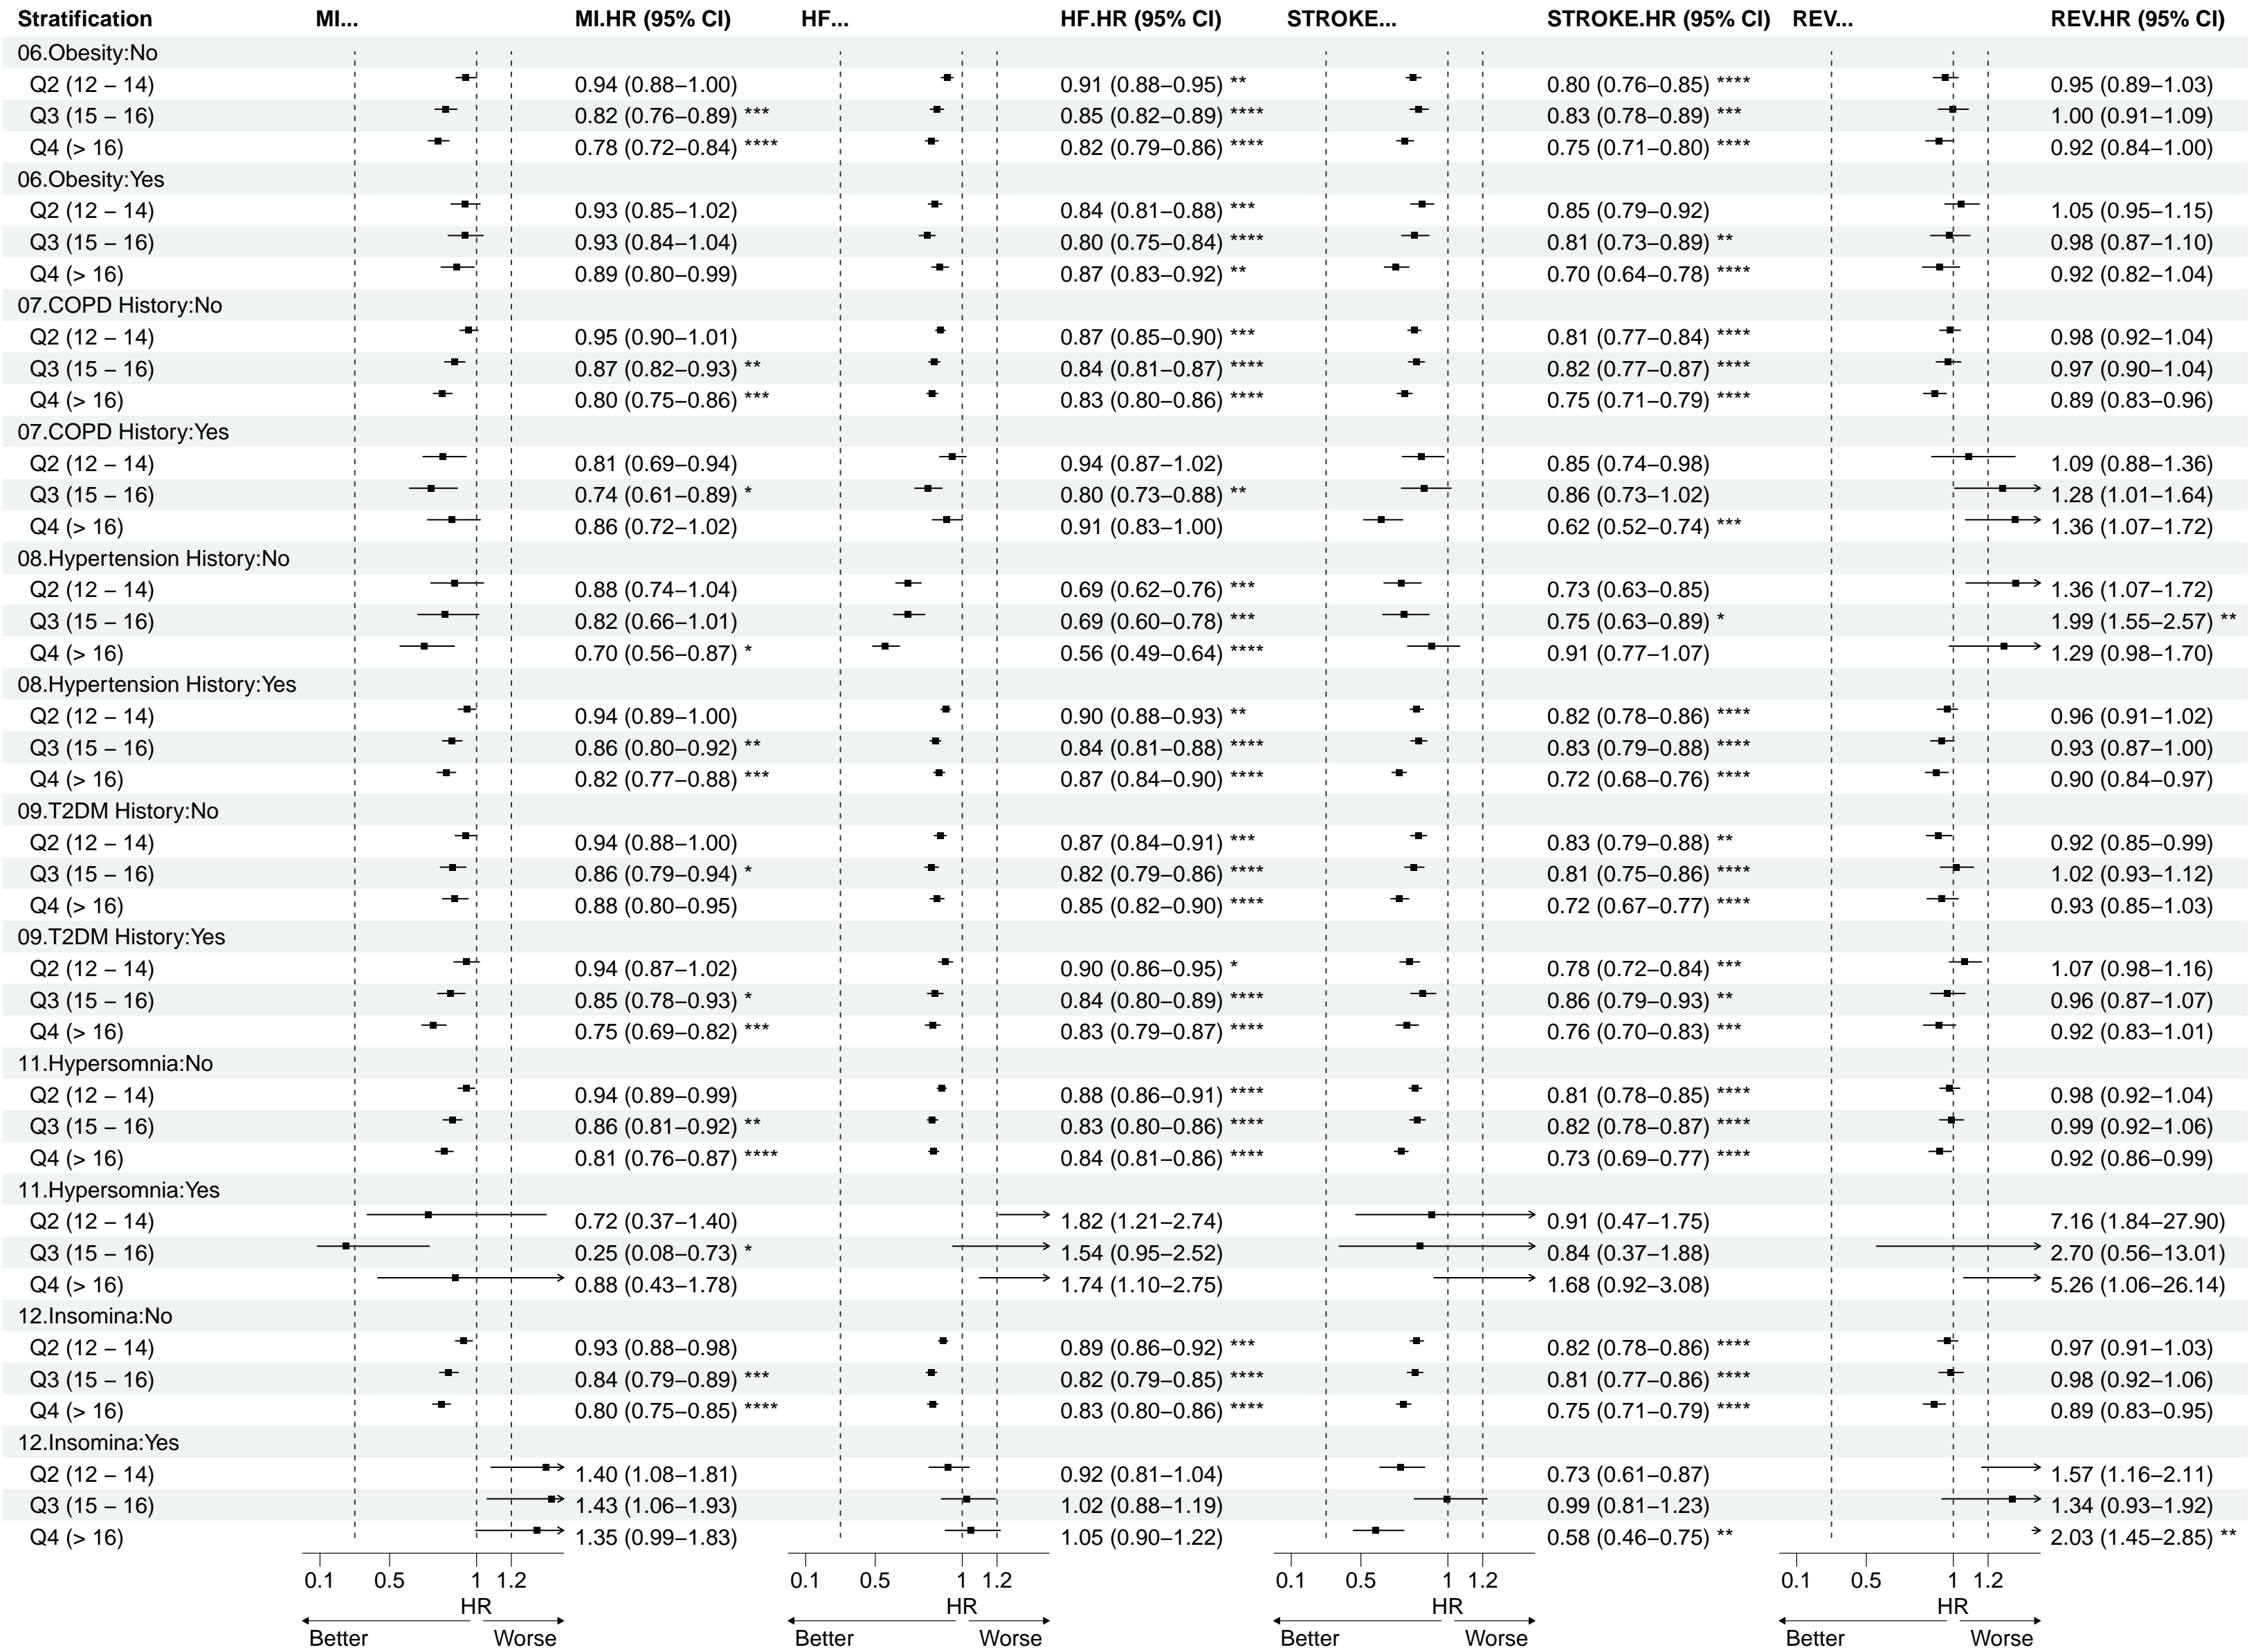 Stratification MI... MI.HR (95% CI) HF... HF.HR (95% CI) STROKE... STROKE.HR (95% CI) REV... REV.HR (95% CI)
06.Obesity:No
Q2 (12 – 14) 0.94 (0.88–1.00) 0.91 (0.88–0.95) ** 0.80 (0.76–0.85) **** 0.95 (0.89–1.03)
Q3 (15 – 16) 0.82 (0.76–0.89) *** 0.85 (0.82–0.89) **** 0.83 (0.78–0.89) *** 1.00 (0.91–1.09)
Q4 (> 16) 0.78 (0.72–0.84) **** 0.82 (0.79–0.86) **** 0.75 (0.71–0.80) **** 0.92 (0.84–1.00)
06.Obesity:Yes
Q2 (12 – 14) 0.93 (0.85–1.02) 0.84 (0.81–0.88) *** 0.85 (0.79–0.92) 1.05 (0.95–1.15)
Q3 (15 – 16) 0.93 (0.84–1.04) 0.80 (0.75–0.84) **** 0.81 (0.73–0.89) ** 0.98 (0.87–1.10)
Q4 (> 16) 0.89 (0.80–0.99) 0.87 (0.83–0.92) ** 0.70 (0.64–0.78) **** 0.92 (0.82–1.04)
07.COPD History:No
Q2 (12 – 14) 0.95 (0.90–1.01) 0.87 (0.85–0.90) *** 0.81 (0.77–0.84) **** 0.98 (0.92–1.04)
Q3 (15 – 16) 0.87 (0.82–0.93) ** 0.84 (0.81–0.87) **** 0.82 (0.77–0.87) **** 0.97 (0.90–1.04)
Q4 (> 16) 0.80 (0.75–0.86) *** 0.83 (0.80–0.86) **** 0.75 (0.71–0.79) **** 0.89 (0.83–0.96)
07.COPD History:Yes
Q2 (12 – 14) 0.81 (0.69–0.94) 0.94 (0.87–1.02) 0.85 (0.74–0.98) 1.09 (0.88–1.36)
Q3 (15 – 16) 0.74 (0.61–0.89) * 0.80 (0.73–0.88) ** 0.86 (0.73–1.02) 1.28 (1.01–1.64)
Q4 (> 16) 0.86 (0.72–1.02) 0.91 (0.83–1.00) 0.62 (0.52–0.74) *** 1.36 (1.07–1.72)
08.Hypertension History:No
Q2 (12 – 14) 0.88 (0.74–1.04) 0.69 (0.62–0.76) *** 0.73 (0.63–0.85) 1.36 (1.07–1.72)
Q3 (15 – 16) 0.82 (0.66–1.01) 0.69 (0.60–0.78) *** 0.75 (0.63–0.89) * 1.99 (1.55–2.57) **
Q4 (> 16) 0.70 (0.56–0.87) * 0.56 (0.49–0.64) **** 0.91 (0.77–1.07) 1.29 (0.98–1.70)
08.Hypertension History:Yes
Q2 (12 – 14) 0.94 (0.89–1.00) 0.90 (0.88–0.93) ** 0.82 (0.78–0.86) **** 0.96 (0.91–1.02)
Q3 (15 – 16) 0.86 (0.80–0.92) ** 0.84 (0.81–0.88) **** 0.83 (0.79–0.88) **** 0.93 (0.87–1.00)
Q4 (> 16) 0.82 (0.77–0.88) *** 0.87 (0.84–0.90) **** 0.72 (0.68–0.76) **** 0.90 (0.84–0.97)
09.T2DM History:No
Q2 (12 – 14) 0.94 (0.88–1.00) 0.87 (0.84–0.91) *** 0.83 (0.79–0.88) ** 0.92 (0.85–0.99)
Q3 (15 – 16) 0.86 (0.79–0.94) * 0.82 (0.79–0.86) **** 0.81 (0.75–0.86) **** 1.02 (0.93–1.12)
Q4 (> 16) 0.88 (0.80–0.95) 0.85 (0.82–0.90) **** 0.72 (0.67–0.77) **** 0.93 (0.85–1.03)
09.T2DM History:Yes
Q2 (12 – 14) 0.94 (0.87–1.02) 0.90 (0.86–0.95) * 0.78 (0.72–0.84) *** 1.07 (0.98–1.16)
Q3 (15 – 16) 0.85 (0.78–0.93) * 0.84 (0.80–0.89) **** 0.86 (0.79–0.93) ** 0.96 (0.87–1.07)
Q4 (> 16) 0.75 (0.69–0.82) *** 0.83 (0.79–0.87) **** 0.76 (0.70–0.83) *** 0.92 (0.83–1.01)
11.Hypersomnia:No
Q2 (12 – 14) 0.94 (0.89–0.99) 0.88 (0.86–0.91) **** 0.81 (0.78–0.85) **** 0.98 (0.92–1.04)
Q3 (15 – 16) 0.86 (0.81–0.92) ** 0.83 (0.80–0.86) **** 0.82 (0.78–0.87) **** 0.99 (0.92–1.06)
Q4 (> 16) 0.81 (0.76–0.87) **** 0.84 (0.81–0.86) **** 0.73 (0.69–0.77) **** 0.92 (0.86–0.99)
11.Hypersomnia:Yes
Q2 (12 – 14) 0.72 (0.37–1.40) 1.82 (1.21–2.74) 0.91 (0.47–1.75) 7.16 (1.84–27.90)
Q3 (15 – 16) 0.25 (0.08–0.73) * 1.54 (0.95–2.52) 0.84 (0.37–1.88) 2.70 (0.56–13.01)
Q4 (> 16) 0.88 (0.43–1.78) 1.74 (1.10–2.75) 1.68 (0.92–3.08) 5.26 (1.06–26.14)
12.Insomina:No
Q2 (12 – 14) 0.93 (0.88–0.98) 0.89 (0.86–0.92) *** 0.82 (0.78–0.86) **** 0.97 (0.91–1.03)
Q3 (15 – 16) 0.84 (0.79–0.89) *** 0.82 (0.79–0.85) **** 0.81 (0.77–0.86) **** 0.98 (0.92–1.06)
Q4 (> 16) 0.80 (0.75–0.85) **** 0.83 (0.80–0.86) **** 0.75 (0.71–0.79) **** 0.89 (0.83–0.95)
12.Insomina:Yes
Q2 (12 – 14) 1.40 (1.08–1.81) 0.92 (0.81–1.04) 0.73 (0.61–0.87) 1.57 (1.16–2.11)
Q3 (15 – 16) 1.43 (1.06–1.93) 1.02 (0.88–1.19) 0.99 (0.81–1.23) 1.34 (0.93–1.92)
Q4 (> 16) 1.35 (0.99–1.83) 1.05 (0.90–1.22) 0.58 (0.46–0.75) ** 2.03 (1.45–2.85) **
0.1 0.5 1 1.2 0.1 0.5 1 1.2 0.1 0.5 1 1.2 0.1 0.5 1 1.2
HR HR HR HR
Better Worse Better Worse Better Worse Better Worse